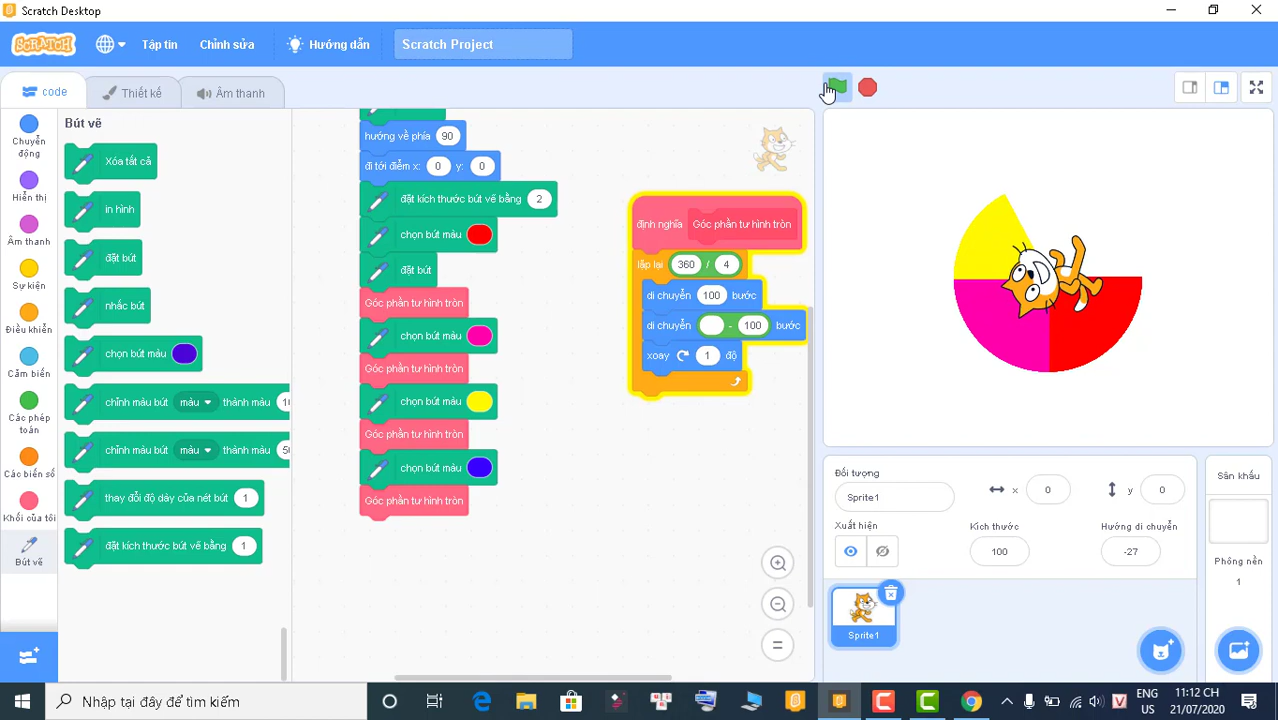 Scratch Desktop
SCRATCH
Tập tin
Chỉnh sửa
Hướng dẫn
Scratch Project
code
Thiết kế
Âm thanh
Chuyển động
Hiển thị
Âm thanh
Sự kiện
Điều khiển
Cảm biến
Các phép toán
Các biến số
Khối của tôi
Bút vẽ
Bút vẽ
Xóa tất cả
in hình
đặt bút
nhấc bút
chọn bút màu
chỉnh màu bút màu thành màu
chỉnh màu bút màu thành màu
thay đổi độ dày của nét bút 1
đặt kích thước bút vẽ bằng 1
hướng về phía 90
đi tới điểm x: 0 y: 0
đặt kích thước bút vẽ bằng 2
chọn bút màu
đặt bút
Góc phần tư hình tròn
chọn bút màu
Góc phần tư hình tròn
chọn bút màu
Góc phần tư hình tròn
chọn bút màu
Góc phần tư hình tròn
định nghĩa Góc phần tư hình tròn
lặp lại 360 / 4
di chuyển 100 bước
di chuyển - 100 bước
xoay 1 độ
Đối tượng
Sprite1
x 0
y 0
Xuất hiện
Kích thước
100
Hướng di chuyển
-27
Sprite1
Sân khấu
Phông nền
1
Nhập tại đây để tìm kiếm
V
ENG
US
11:12 CH
21/07/2020